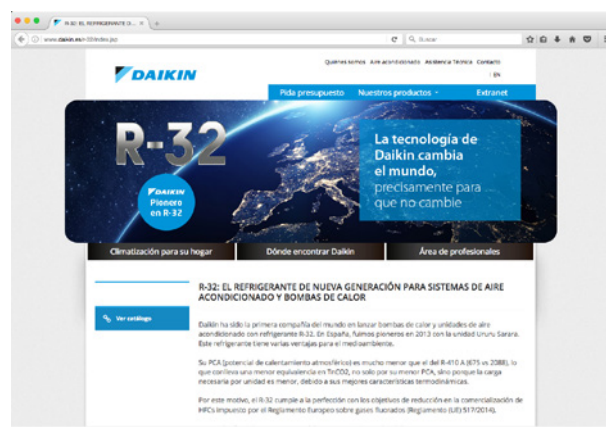 R-32: EL REFRIGERANTE D...
www.daikin.es/r-32/index.jsp
Buscar
Quiénes somos Aire acondicionado Asistencia Técnica Contacto
EN
DAIKIN
Pida presupuesto Nuestros productos Extranet
R-32
La tecnología de
Daikin cambia
el mundo,
precisamente para
que no cambie
DAIKIN
Pionero
en R-32
Climatización para su hogar Dónde encontrar Daikin Área de profesionales
R-32: EL REFRIGERANTE DE NUEVA GENERACIÓN PARA SISTEMAS DE AIRE
ACONDICIONADO Y BOMBAS DE CALOR
Ver catálogo
Daikin ha sido la primera compañía del mundo en lanzar bombas de calor y unidades de aire
acondicionado con refrigerante R-32. En España, fuimos pioneros en 2013 con la unidad Ururu Sarara.
Este refrigerante tiene varias ventajas para el medioambiente.
Su PCA (potencial de calentamiento atmosférico) es mucho menor que el del R-410 A (675 vs 2088), lo
que conlleva una menor equivalencia en TnCO2, no solo por su menor PCA, sino porque la carga
necesaria por unidad es menor, debido a sus mejores características termodinámicas.
Por este motivo, el R-32 cumple a la perfección con los objetivos de reducción en la comercialización de
HFCs impuesto por el Reglamento Europeo sobre gases fluorados (Reglamento (UE) 517/2014).